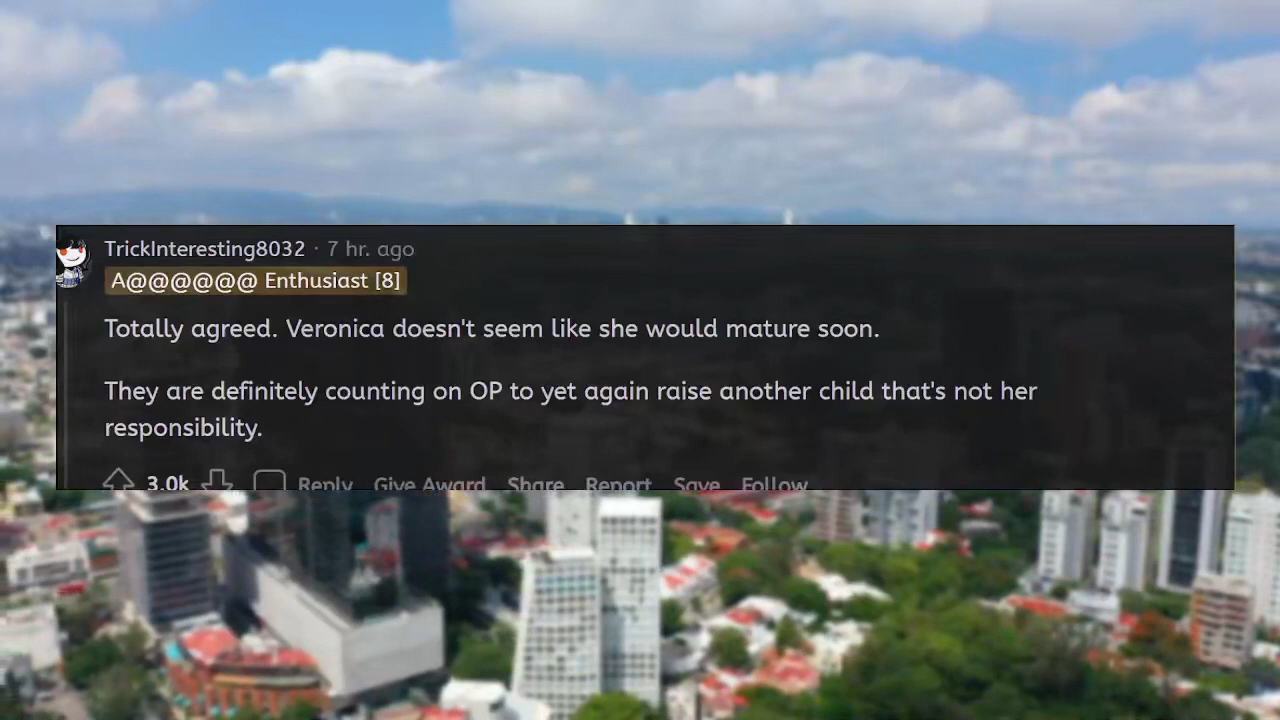 TrickInteresting8032 · 7 hr. ago
A@@@@@@ Enthusiast [8]
Totally agreed. Veronica doesn't seem like she would mature soon.
They are definitely counting on OP to yet again raise another child that's not her
responsibility.
3.0k Reply Give Award Share Report Save Follow